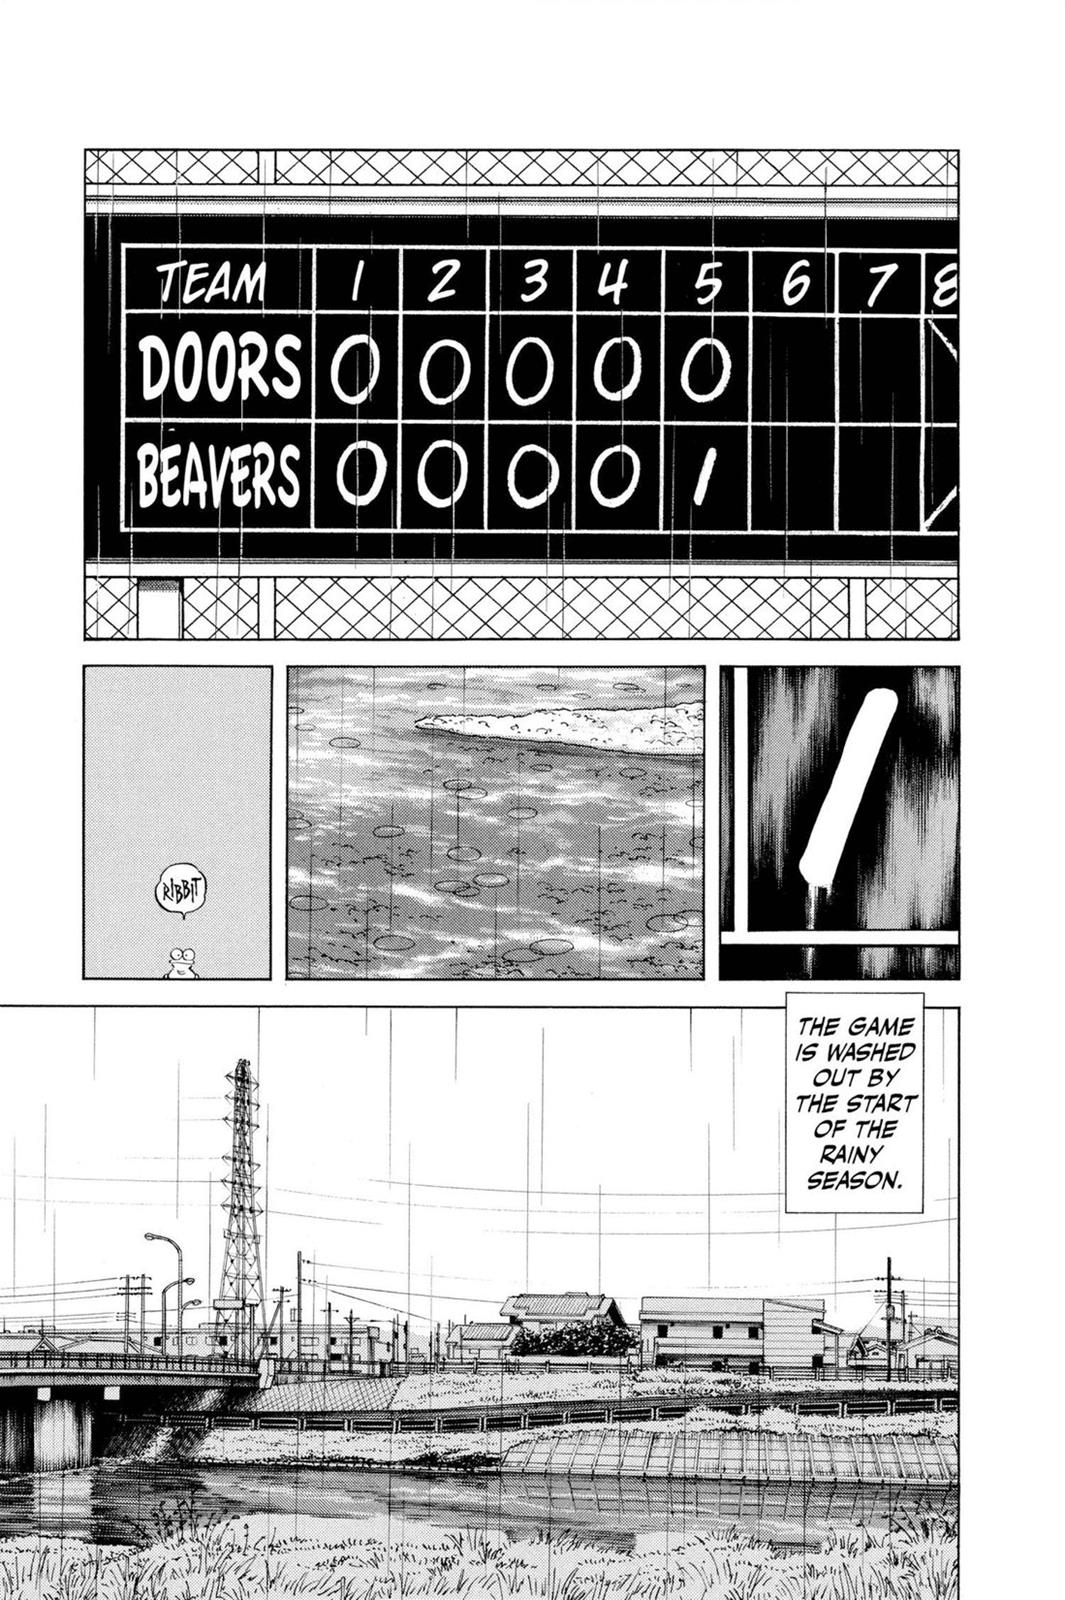 TEAM 1 2 3 4 5 6 7 8
DOORS 0 0 0 0 0
BEAVERS 0 0 0 0 1
1
RIBBIT
THE GAME
IS WASHED
OUT BY
THE START
OF THE
RAINY
SEASON.